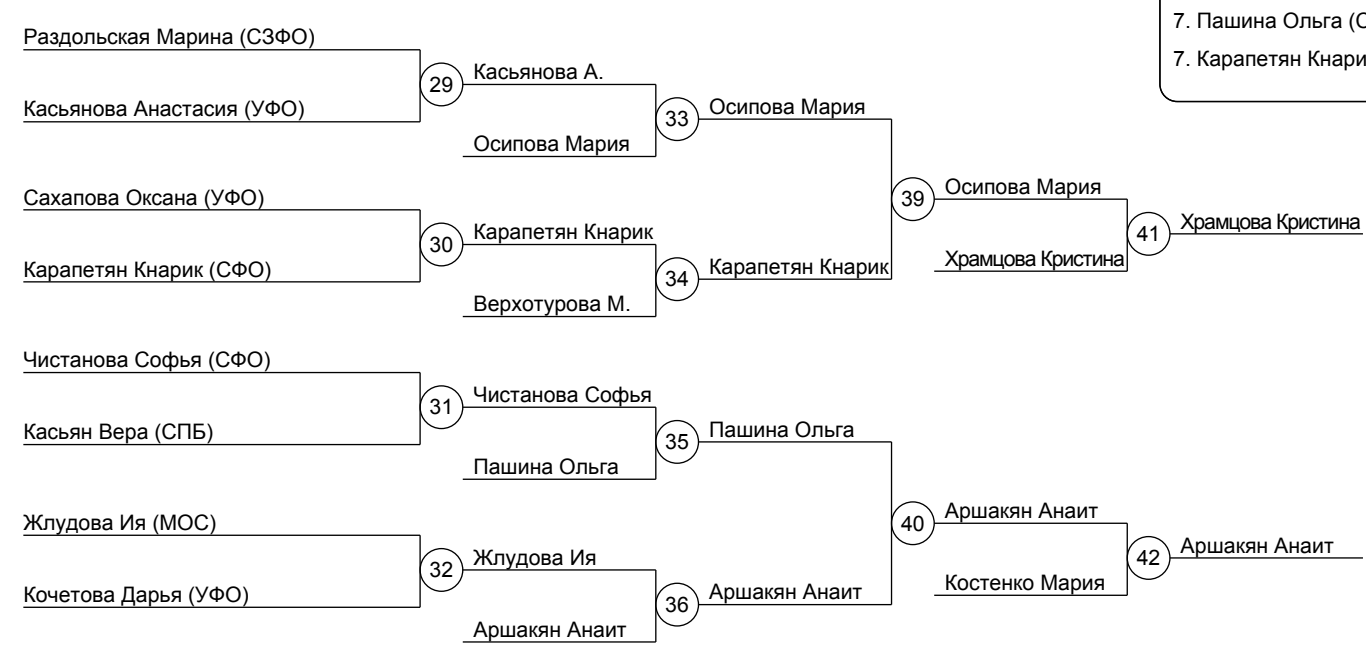 7. Пашина Ольга
7. Карапетян Кнари
Раздольская Марина (СЗФО)
29
Касьянова А.
Касьянова Анастасия (УФО)
33
Осипова Мария
Осипова Мария
Сахапова Оксана (УФО)
39
Осипова Мария
30
Карапетян Кнарик
41
Храмцова Кристина
Карапетян Кнарик (СФО)
34
Карапетян Кнарик
Храмцова Кристина
Верхотурова М.
Чистанова Софья (СФО)
31
Чистанова Софья
Касьян Вера (СПБ)
35
Пашина Ольга
Пашина Ольга
Жлудова Ия (МОС)
40
Аршакян Анаит
32
Жлудова Ия
42
Аршакян Анаит
Кочетова Дарья (УФО)
36
Аршакян Анаит
Костенко Мария
Аршакян Анаит